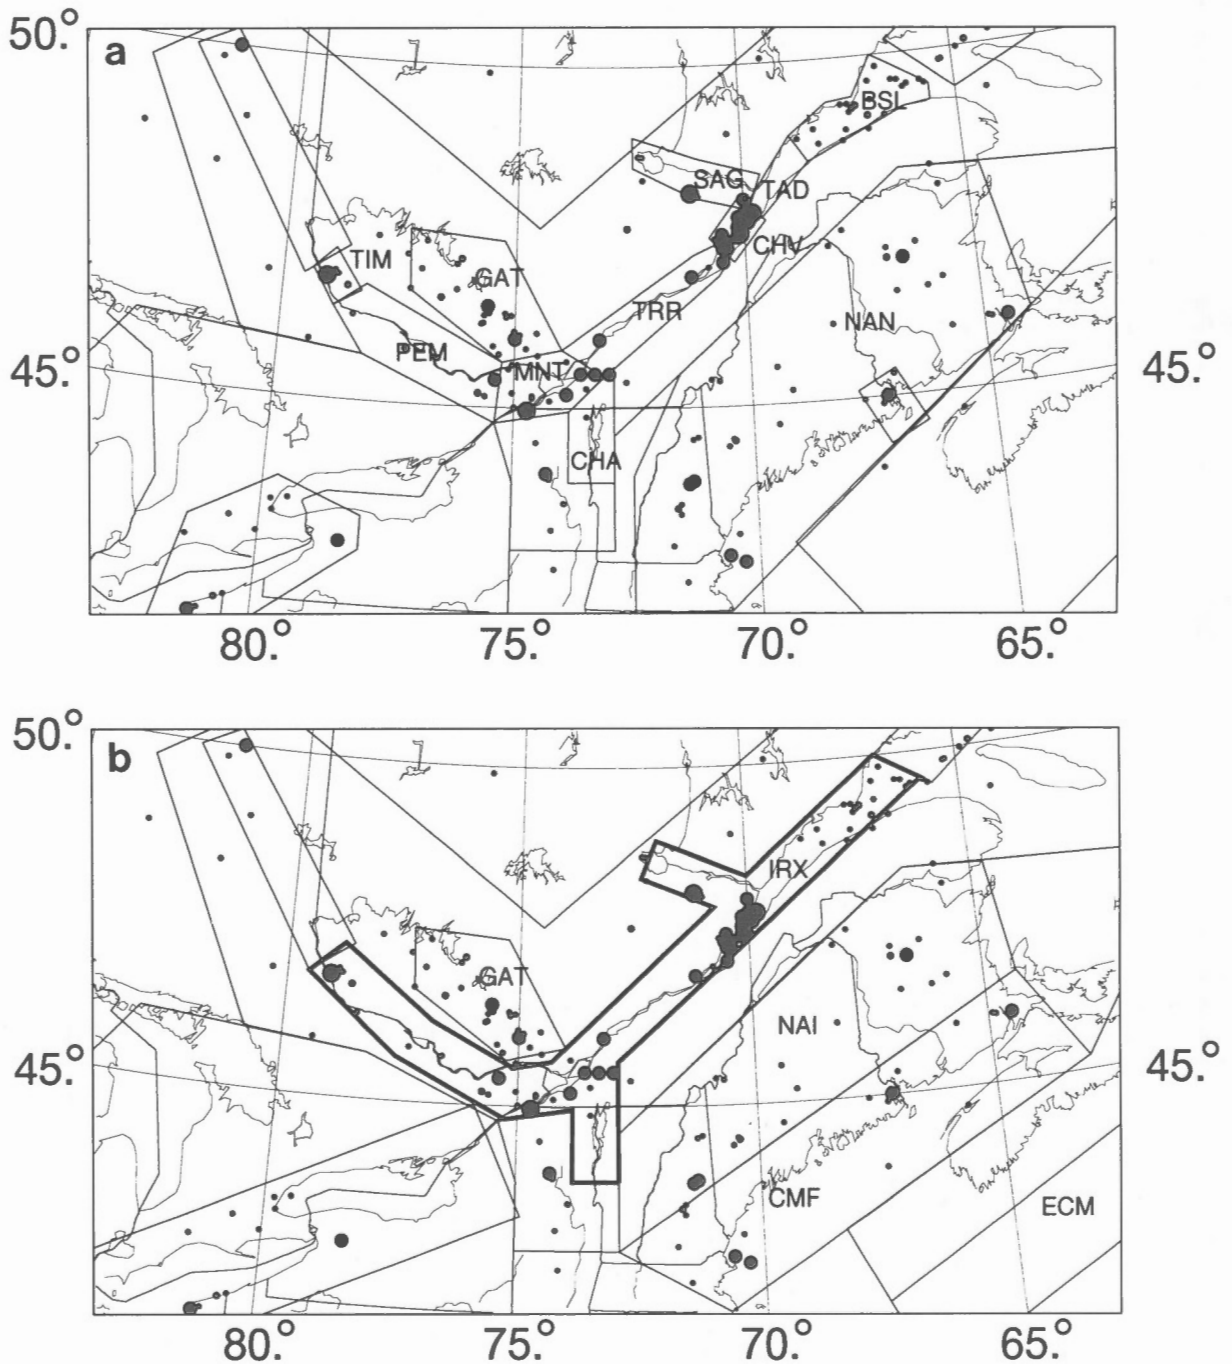 50.°
a
BSL
SAG
TAD
CHV
TIM
GAT
TRR
NAN
PEM
MNT
45.°
45.°
CHA
80.° 75.° 70.° 65.°
50.°
b
IRX
GAT
NAI
45.°
45.°
CMF
ECM
80.° 75.° 70.° 65.°